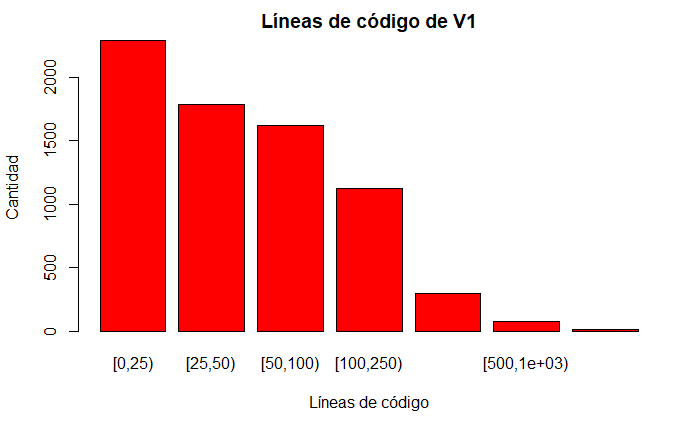 Líneas de código de V1
Cantidad
2000
1500
1000
500
0
[0,25) [25,50) [50,100) [100,250) [500,1e+03)
Líneas de código